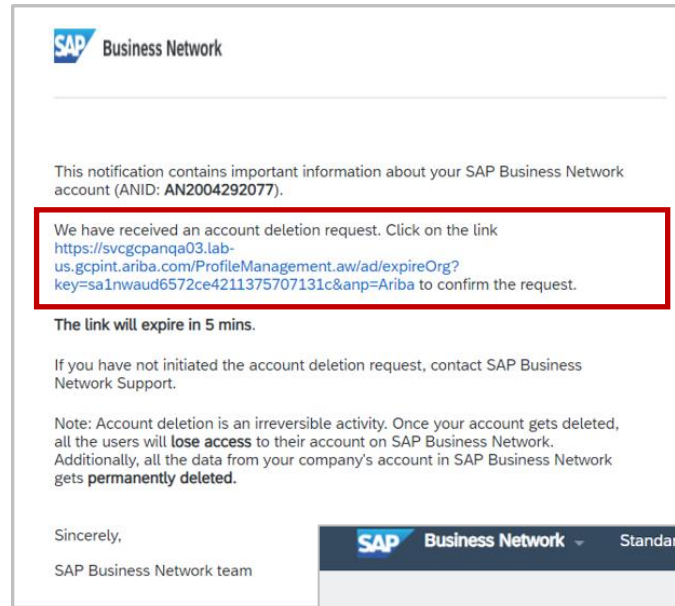 SAP Business Network
This notification contains important information about your SAP Business Network
account (ANID: AN2004292077).
We have received an account deletion request. Click on the link
https://svcgcpanqa03.lab-
us.gcpint.ariba.com/ProfileManagement.aw/ad/expireOrg?
key=sa1nwaud6572ce4211375707131c&anp=Ariba to confirm the request.
The link will expire in 5 mins.
If you have not initiated the account deletion request, contact SAP Business
Network Support.
Note: Account deletion is an irreversible activity. Once your account gets deleted,
all the users will lose access to their account on SAP Business Network.
Additionally, all the data from your company's account in SAP Business Network
gets permanently deleted.
Sincerely,
SAP Business Network team
SAP Business Network Standar